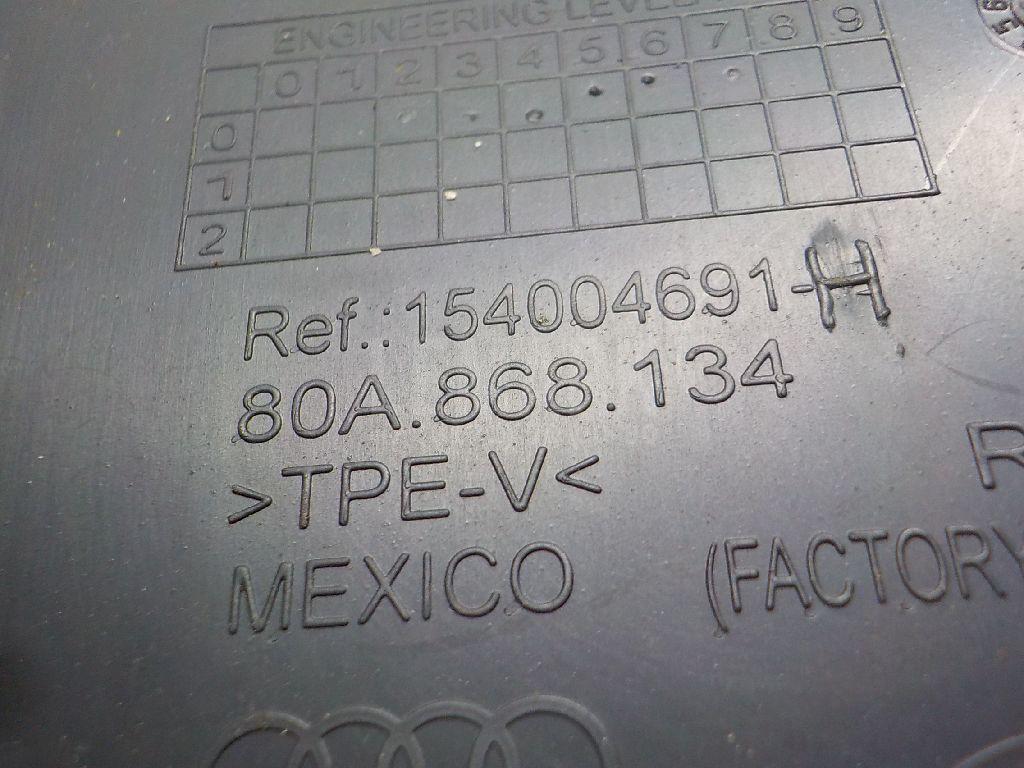 ENGINEERING LEVEL
0 1 2 3 4 5 6 7 8 9
0
1
2
Ref.:154004691-H
80A.868.134
>TPE-V<
R
MEXICO (FACTORY